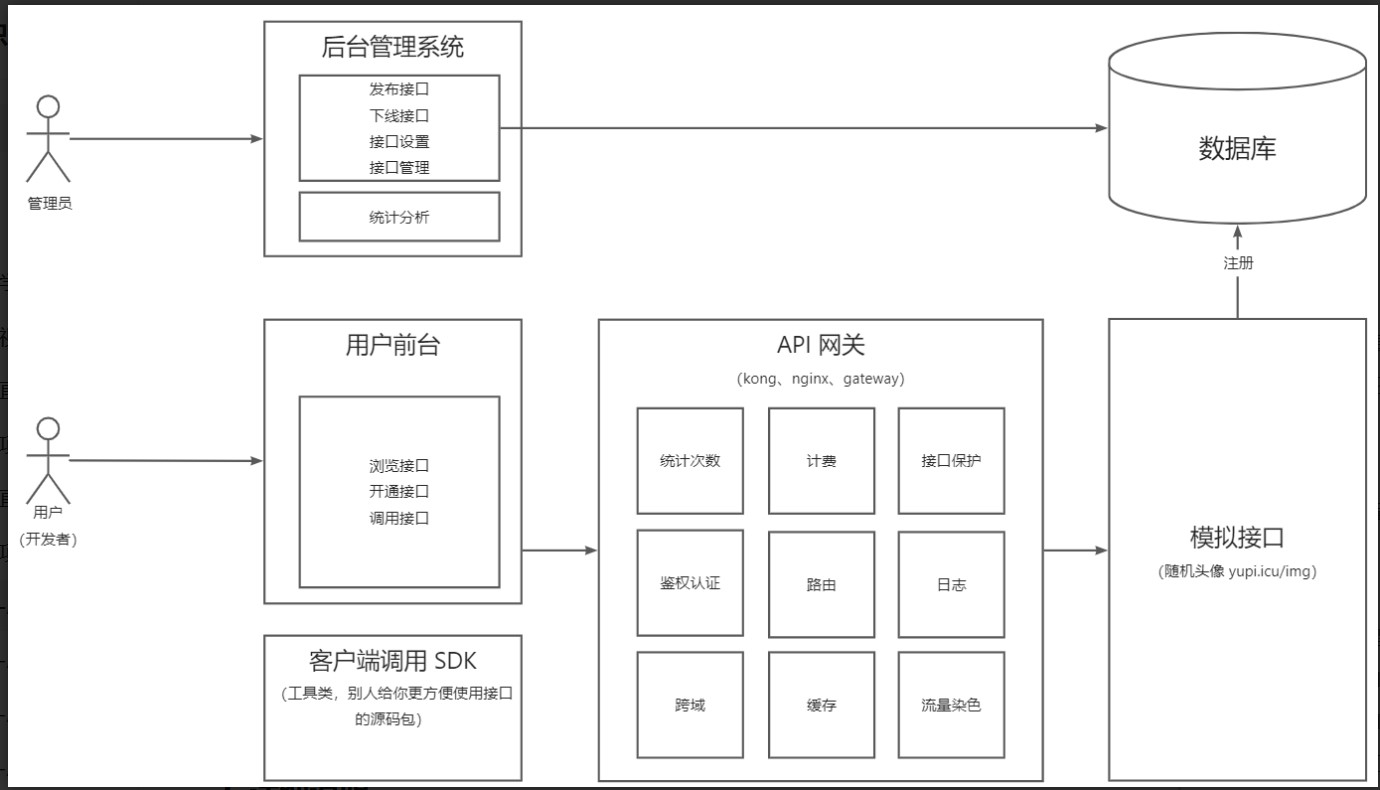 后台管理系统
发布接口
下线接口
接口设置
接口管理
统计分析
管理员
数据库
注册
用户前台
浏览接口
开通接口
调用接口
用户
(开发者)
客户端调用 SDK
(工具类，别人给你更方便使用接口
的源码包)
API 网关
(kong、nginx、gateway)
统计次数
计费
接口保护
鉴权认证
路由
日志
跨域
缓存
流量染色
模拟接口
(随机头像 yupi.icu/img)